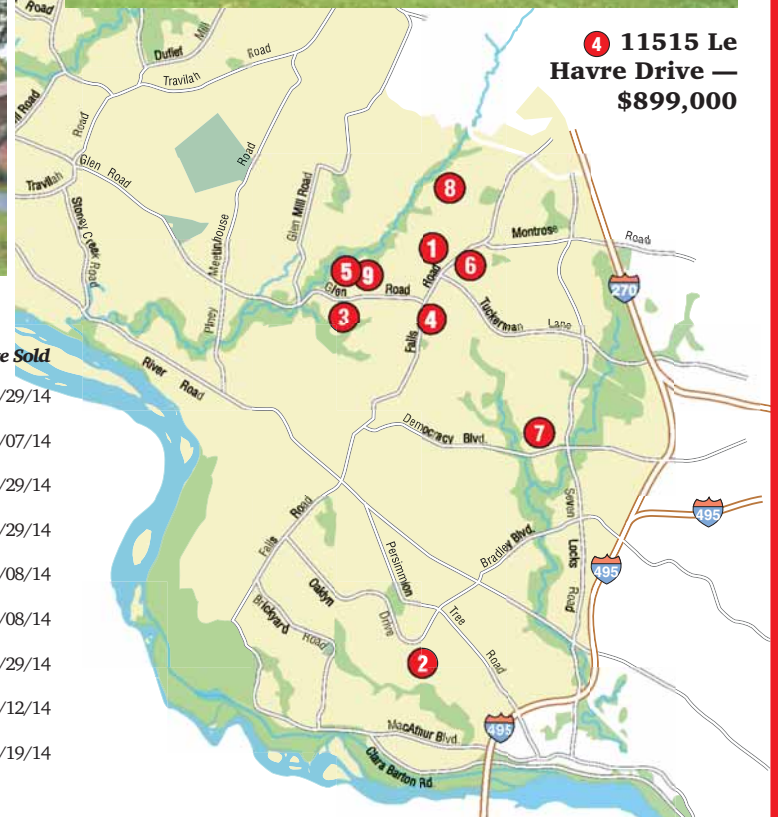 4 11515 Le
Havre Drive —
$899,000
Road
Dufief Mill
Travilah Road
Road
Road
Glen Road
Travilah
Stoney Creek Road
Piney Meetinhouse Road
Glen Mill Road
8
1
5 9
6
Montrose Road
270
Glen Road
3
4
Falls Road
Tuckerman Lane
e Sold
/29/14
/07/14
/29/14
/29/14
/08/14
/08/14
/29/14
/12/14
/19/14
River Road
Democracy Blvd.
7
Seven Locks Road
495
495
Falls Road
Persimmion Tree Road
Bradley Blvd.
Oaklyn Drive
Brickyard Road
2
495
MacArthur Blvd.
Clara Barton Rd.